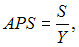 APS = S/Y,